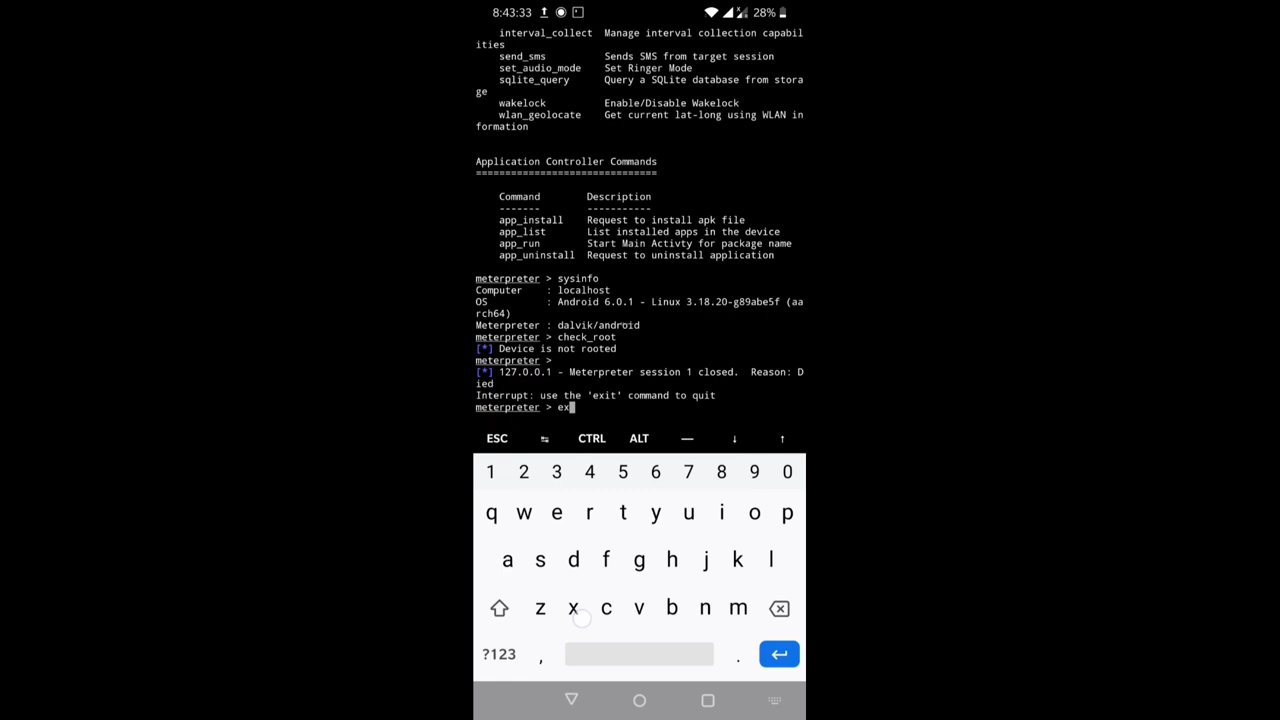 8:43:33 28%
interval_collect Manage interval collection capabil
ities
send_sms Sends SMS from target session
set_audio_mode Set Ringer Mode
sqlite_query Query a SQLite database from stora
ge
wakelock Enable/Disable Wakelock
wlan_geolocate Get current lat-long using WLAN in
formation
Application Controller Commands
===============================
Command Description
------- -----------
app_install Request to install apk file
app_list List installed apps in the device
app_run Start Main Activty for package name
app_uninstall Request to uninstall application
meterpreter > sysinfo
Computer : localhost
OS : Android 6.0.1 - Linux 3.18.20-g89abe5f (aa
rch64)
Meterpreter : dalvik/android
meterpreter > check_root
[*] Device is not rooted
meterpreter >
[*] 127.0.0.1 - Meterpreter session 1 closed. Reason: D
ied
Interrupt: use the 'exit' command to quit
meterpreter > ex
ESC CTRL ALT — ↓ ↑
1 2 3 4 5 6 7 8 9 0
q w e r t y u i o p
a s d f g h j k l
z x c v b n m
?123 , .